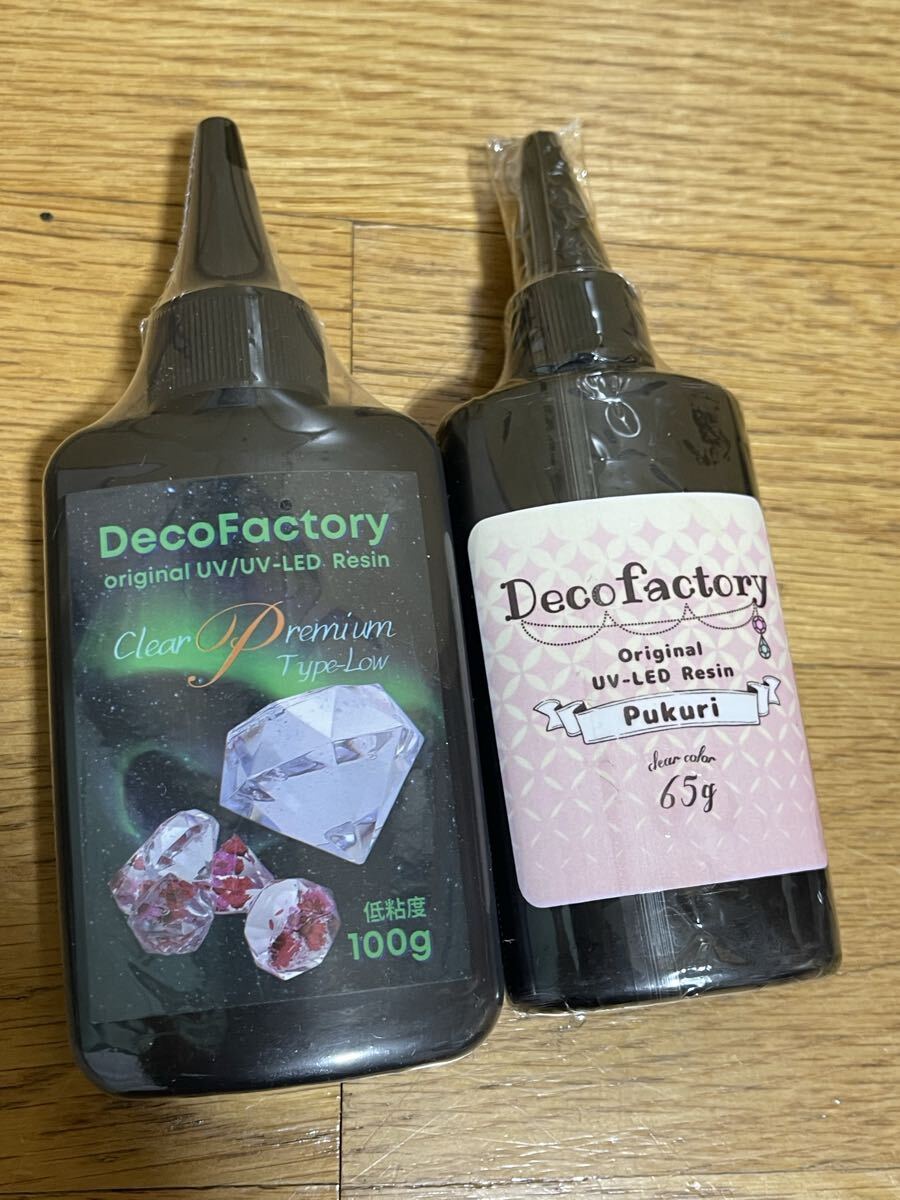 DecoFactory
original UV/UV-LED Resin
Clear Premium
Type-Low
低粘度
100g
Decofactory
Original
UV-LED Resin
Pukuri
clear color
65g